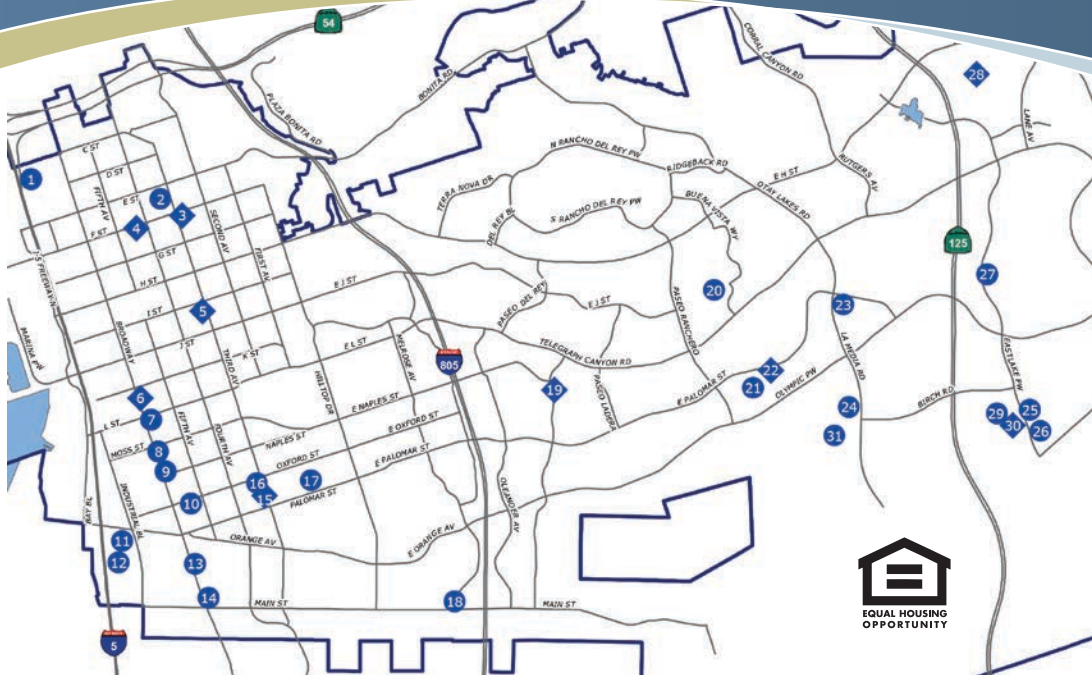 54
CORRAL CANYON RD
28
BONITA RD
PLAZA BONITA RD
LANE AV
C ST
D ST
N RANCHO DEL REY PW
RIDGEBACK RD
RUTGERS AV
1
E ST
2
FIFTH AV
3
4
F ST
SECOND AV
TERRA NOVA DR
DEL REY BL
S RANCHO DEL REY PW
BUENA VISTA WY
E H ST
OTAY LAKES RD
125
G ST
FIRST AV
I-5 FREEWAY-N
H ST
E J ST
27
20
I ST
5
PASEO DEL REY
E J ST
PASEO RANCHERO
23
MARINA PW
BROADWAY
J ST
K ST
THIRD AV
E L ST
MELROSE AV
805
TELEGRAPH CANYON RD
LA MEDIA RD
EASTLAKE PW
HILLTOP DR
PASEO LADERA
22
21
E PALOMAR ST
OLYMPIC PW
19
6
7
L ST
FIFTH AV
FOURTH AV
E NAPLES ST
E OXFORD ST
BIRCH RD
24
31
29
25
30
26
MOSS ST
8
9
NAPLES ST
OXFORD ST
E PALOMAR ST
16
15
17
PALOMAR ST
10
BAY BL
INDUSTRIAL BL
OLEANDER AV
11
12
ORANGE AV
E ORANGE AV
13
14
MAIN ST
18
MAIN ST
5
EQUAL HOUSING
OPPORTUNITY